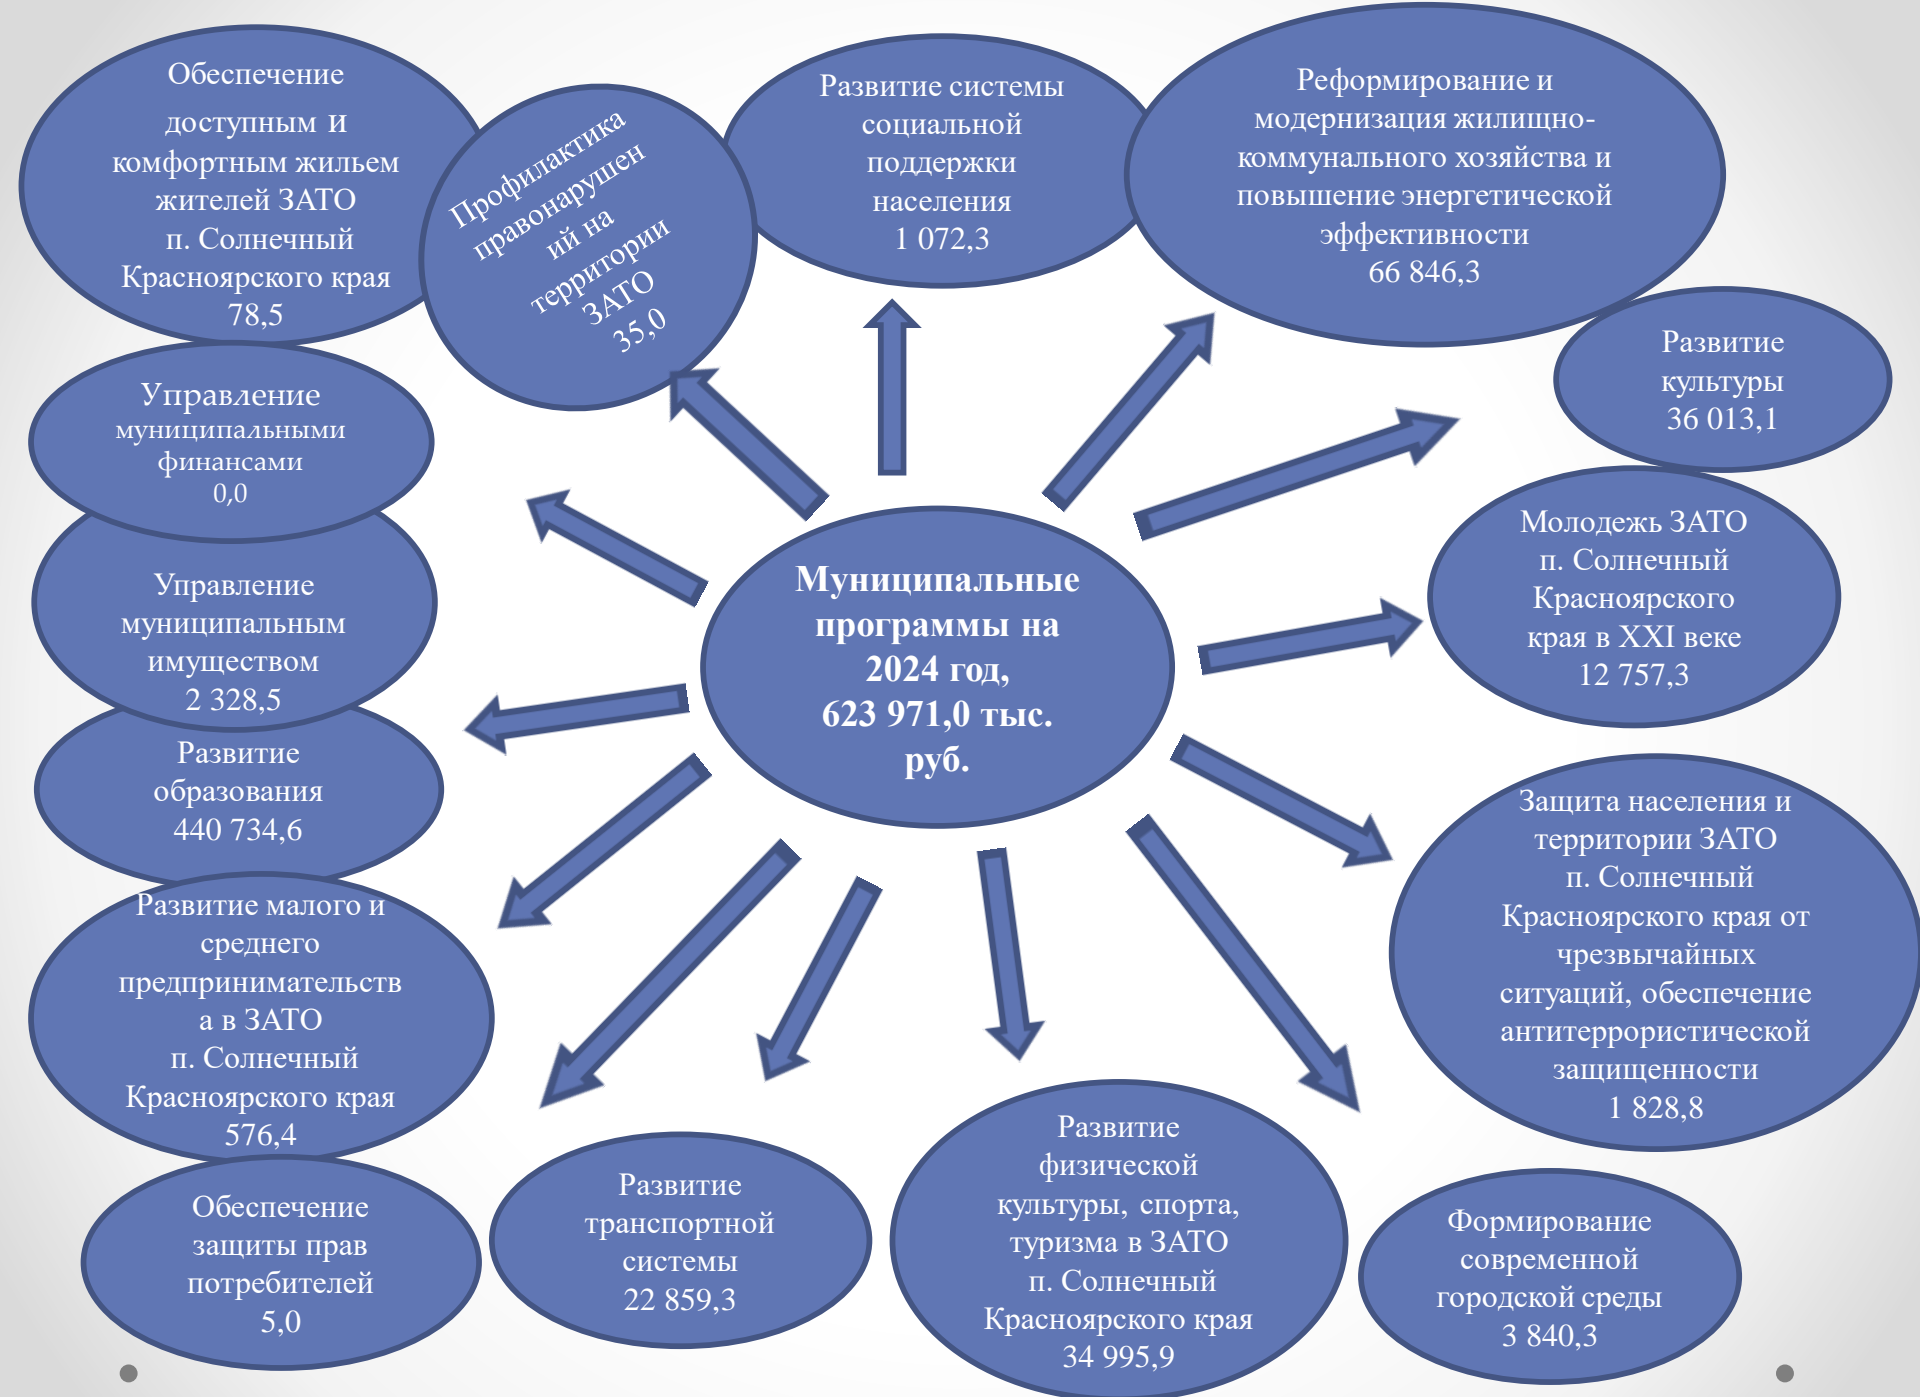 Обеспечение
доступным и
комфортным жильем
жителей ЗАТО
п. Солнечный
Красноярского края
78,5
Профилактика
правонарушен
ий на
территории
ЗАТО
35,0
Развитие системы
социальной
поддержки
населения
1 072,3
Реформирование и
модернизация жилищно-
коммунального хозяйства и
повышение энергетической
эффективности
66 846,3
Развитие
культуры
36 013,1
Управление
муниципальными
финансами
0,0
Молодежь ЗАТО
п. Солнечный
Красноярского
края в XXI веке
12 757,3
Муниципальные
программы на
2024 год,
623 971,0 тыс.
руб.
Управление
муниципальным
имуществом
2 328,5
Развитие
образования
440 734,6
Защита населения и
территории ЗАТО
п. Солнечный
Красноярского края от
чрезвычайных
ситуаций, обеспечение
антитеррористической
защищенности
1 828,8
Развитие малого и
среднего
предпринимательств
а в ЗАТО
п. Солнечный
Красноярского края
576,4
Обеспечение
защиты прав
потребителей
5,0
Развитие
транспортной
системы
22 859,3
Развитие
физической
культуры, спорта,
туризма в ЗАТО
п. Солнечный
Красноярского края
34 995,9
Формирование
современной
городской среды
3 840,3